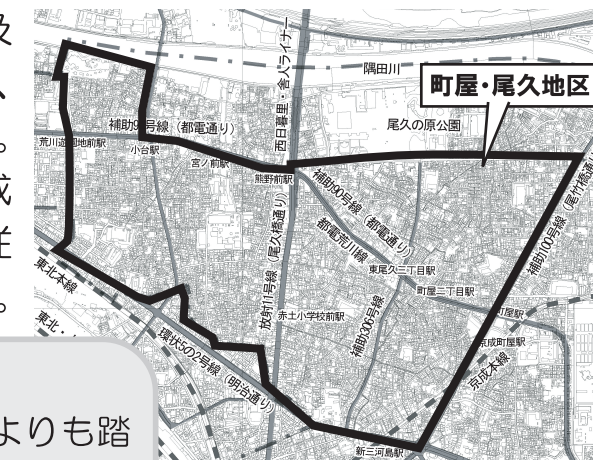 及
へ
。
成
主
。
よりも踏
隅田川
町屋・尾久地区
尾久の原公園
西日暮里・舎人ライナー
補助90号線（都電通り）
荒川遊園地前駅
小台駅
宮ノ前駅
熊野前駅
補助90号線（都電通り）
都電荒川線
補助100号線（尾竹橋通り）
東尾久三丁目駅
町屋二丁目駅
町屋駅
京成町屋駅
京成本線
放射11号線（尾久橋通り）
赤土小学校前駅
補助306号線
東北本線
東北・
環状5の2号線（明治通り）
新三河島駅